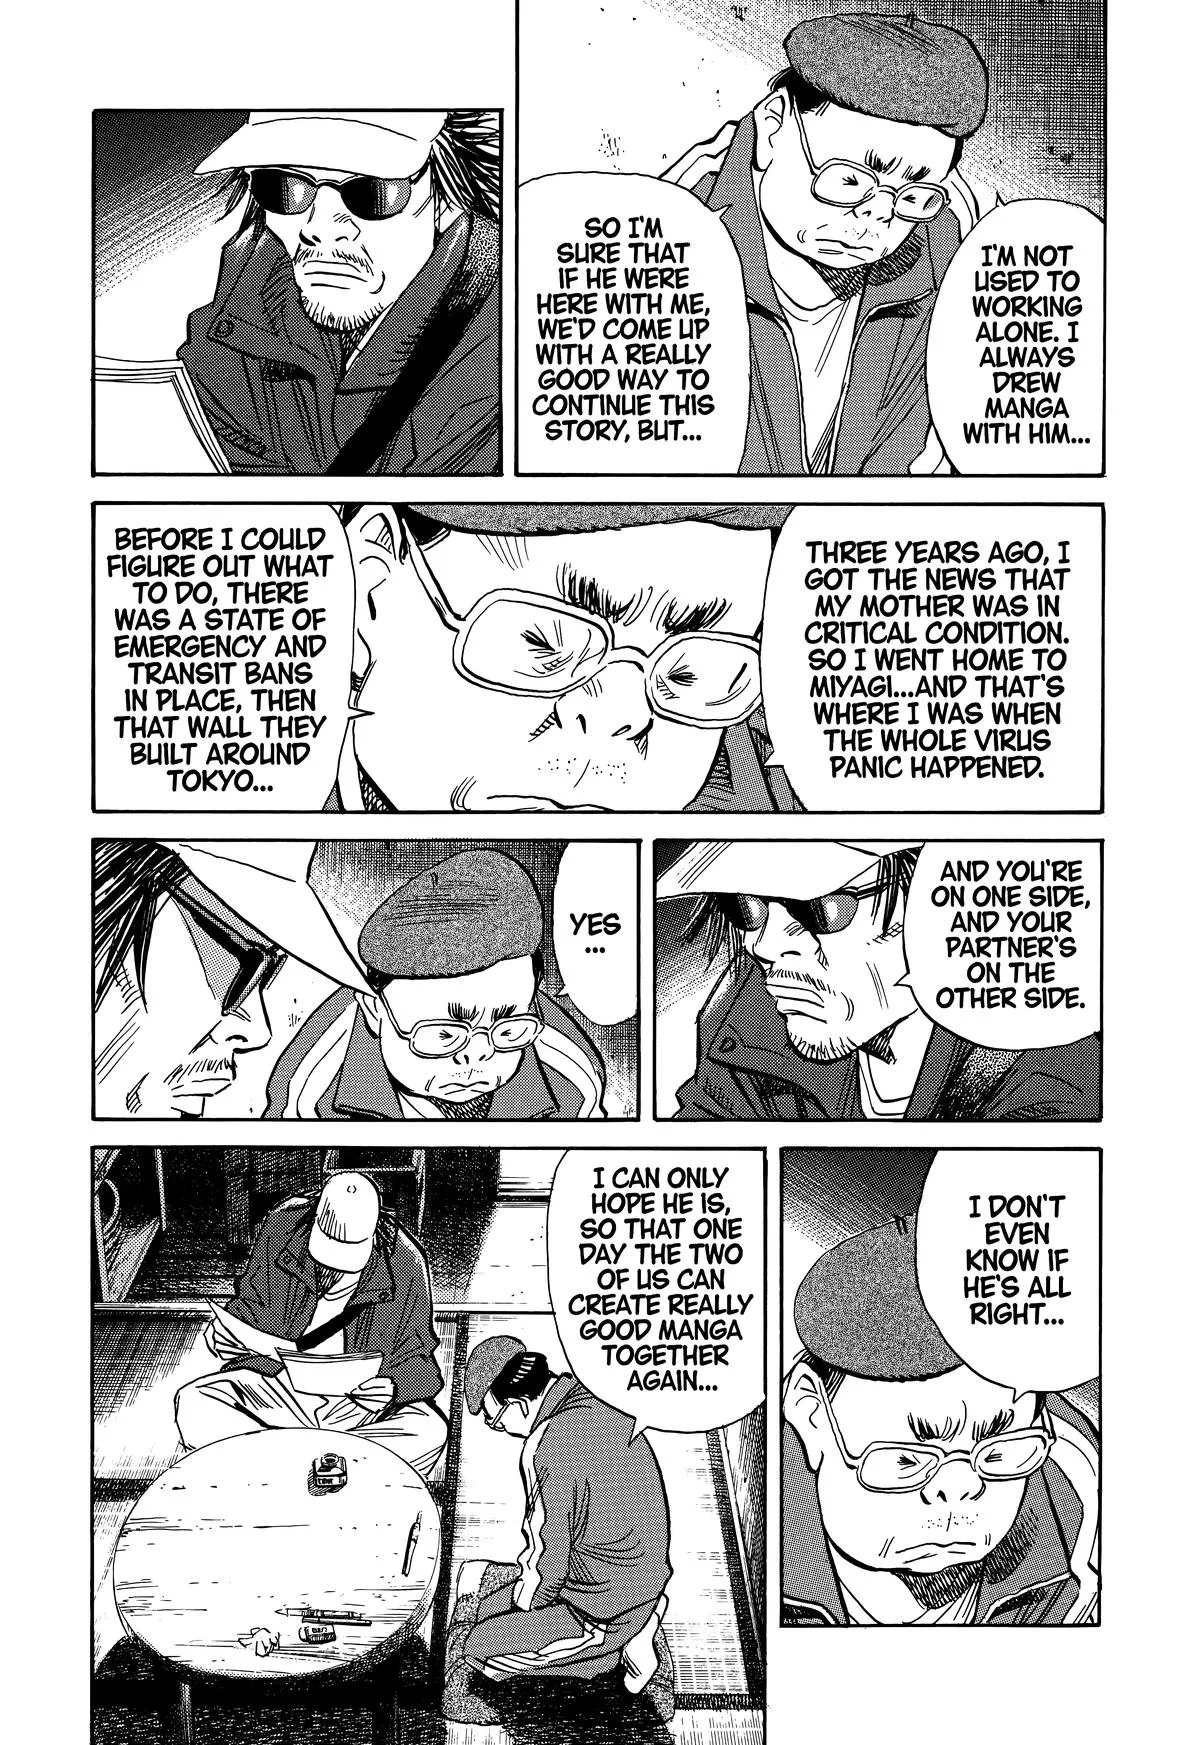 I'M NOT
USED TO
WORKING
ALONE. I
ALWAYS
DREW
MANGA
WITH HIM...
SO I'M
SURE THAT
IF HE WERE
HERE WITH ME,
WE'D COME UP
WITH A REALLY
GOOD WAY TO
CONTINUE THIS
STORY, BUT...
THREE YEARS AGO, I
GOT THE NEWS THAT
MY MOTHER WAS IN
CRITICAL CONDITION.
SO I WENT HOME TO
MIYAGI...AND THAT'S
WHERE I WAS WHEN
THE WHOLE VIRUS
PANIC HAPPENED.
BEFORE I COULD
FIGURE OUT WHAT
TO DO, THERE
WAS A STATE OF
EMERGENCY AND
TRANSIT BANS
IN PLACE, THEN
THAT WALL THEY
BUILT AROUND
TOKYO...
AND YOU'RE
ON ONE SIDE,
AND YOUR
PARTNER'S
ON THE
OTHER SIDE.
YES
...
I DON'T
EVEN
KNOW IF
HE'S ALL
RIGHT...
I CAN ONLY
HOPE HE IS,
SO THAT ONE
DAY THE TWO
OF US CAN
CREATE REALLY
GOOD MANGA
TOGETHER
AGAIN...